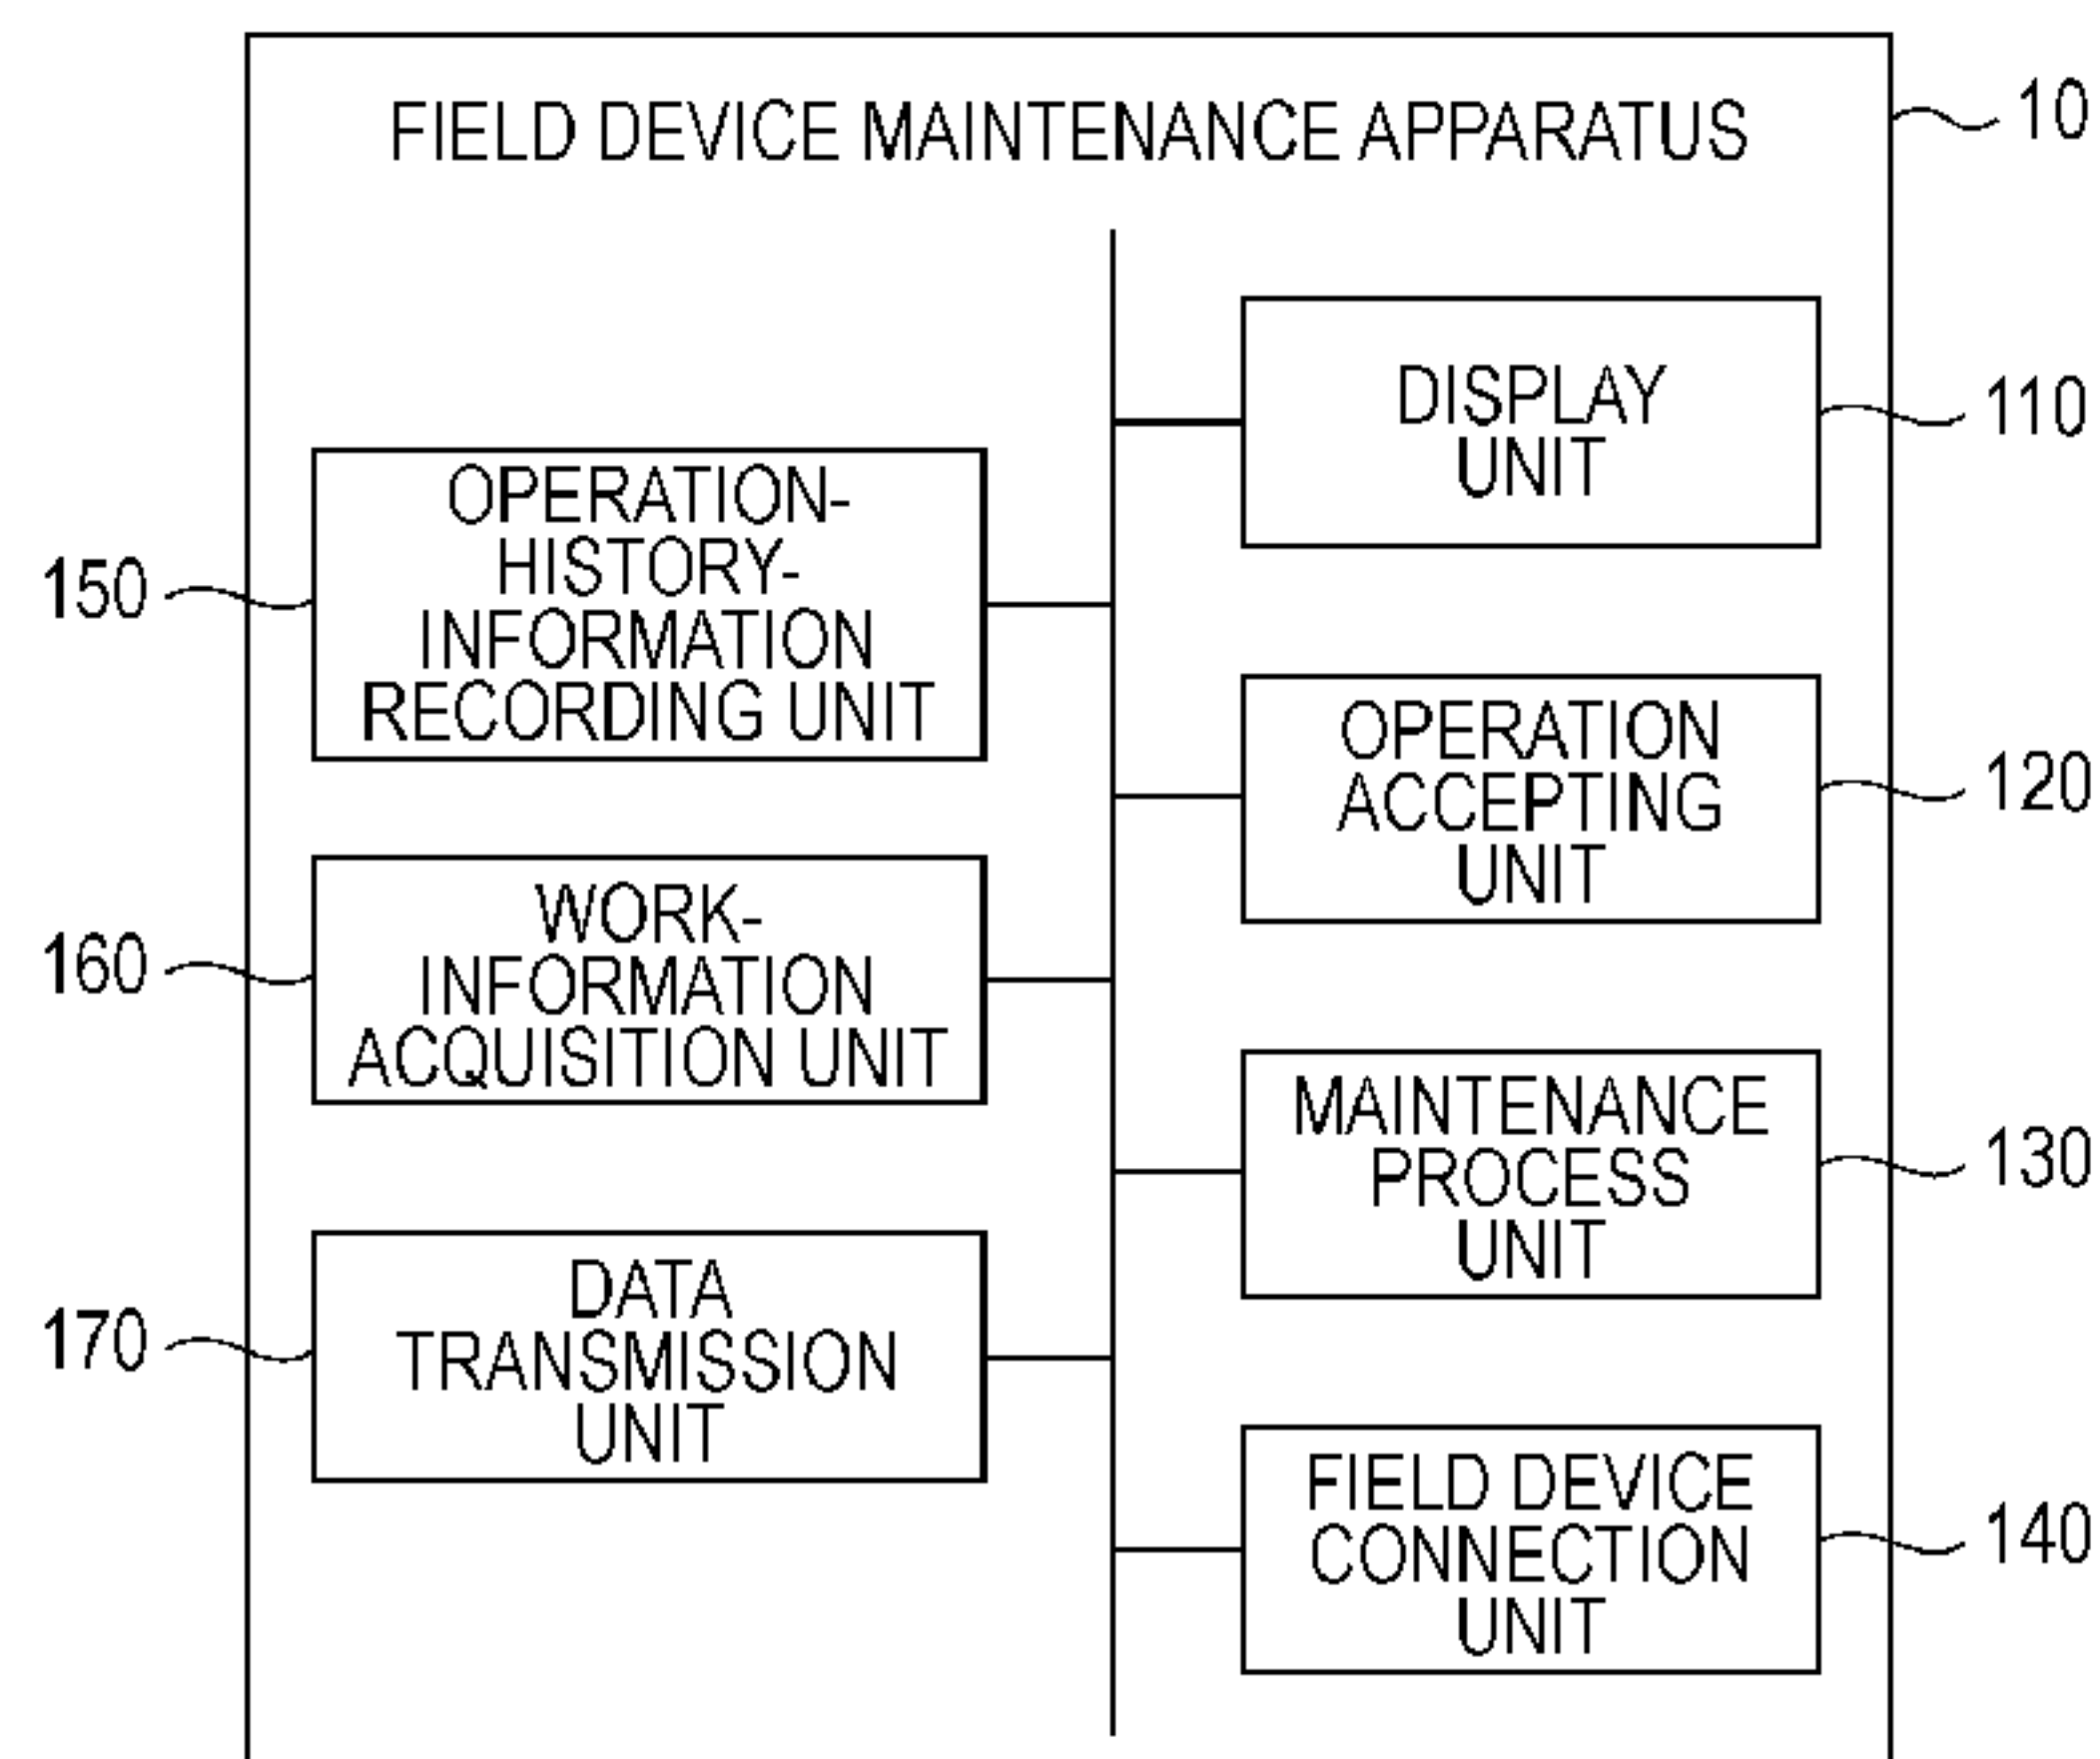 FIELD DEVICE MAINTENANCE APPARATUS
10
DISPLAY
UNIT
110
150
OPERATION-
HISTORY-
INFORMATION
RECORDING UNIT
OPERATION
ACCEPTING
UNIT
120
160
WORK-
INFORMATION
ACQUISITION UNIT
MAINTENANCE
PROCESS
UNIT
130
170
DATA
TRANSMISSION
UNIT
FIELD DEVICE
CONNECTION
UNIT
140